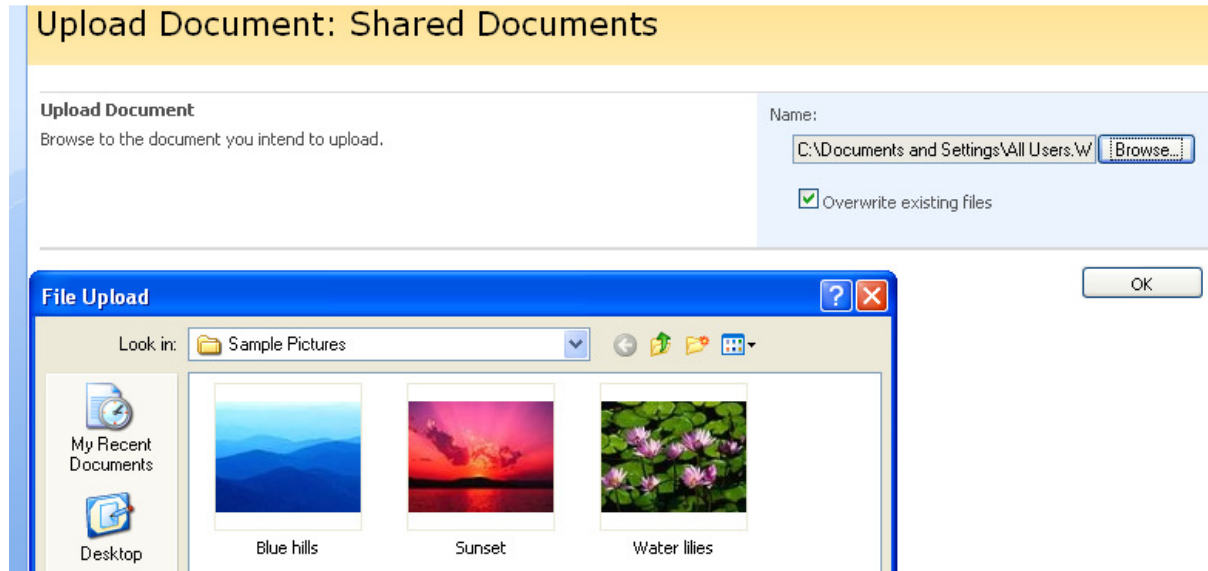 Upload Document: Shared Documents
Upload Document
Browse to the document you intend to upload.
Name:
C:\Documents and Settings\All Users.W
Browse...
Overwrite existing files
OK
File Upload
Look in: Sample Pictures
My Recent
Documents
Desktop
Blue hills
Sunset
Water lilies